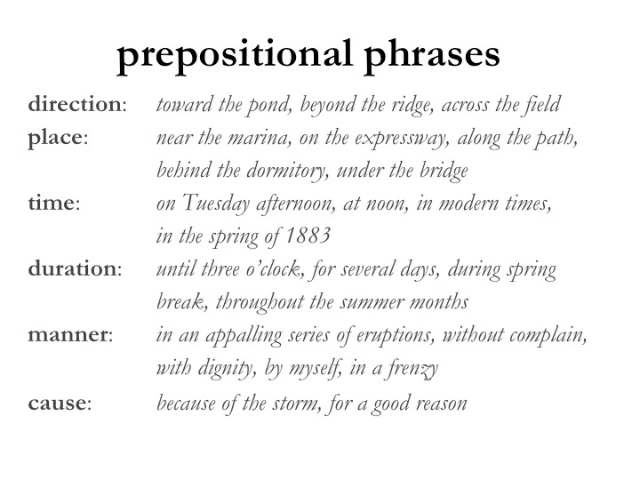 prepositional phrases
direction: toward the pond, beyond the ridge, across the field
place: near the marina, on the expressway, along the path,
behind the dormitory, under the bridge
time: on Tuesday afternoon, at noon, in modern times,
in the spring of 1883
duration: until three o’clock, for several days, during spring
break, throughout the summer months
manner: in an appalling series of eruptions, without complain,
with dignity, by myself, in a frenzy
cause: because of the storm, for a good reason